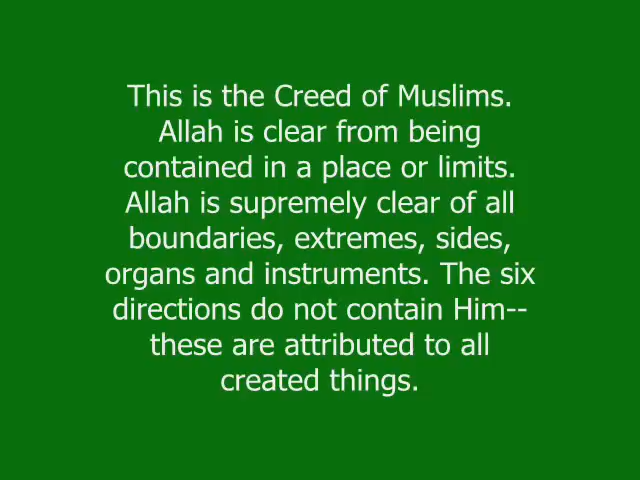 This is the Creed of Muslims.
Allah is clear from being
contained in a place or limits.
Allah is supremely clear of all
boundaries, extremes, sides,
organs and instruments. The six
directions do not contain Him--
these are attributed to all
created things.